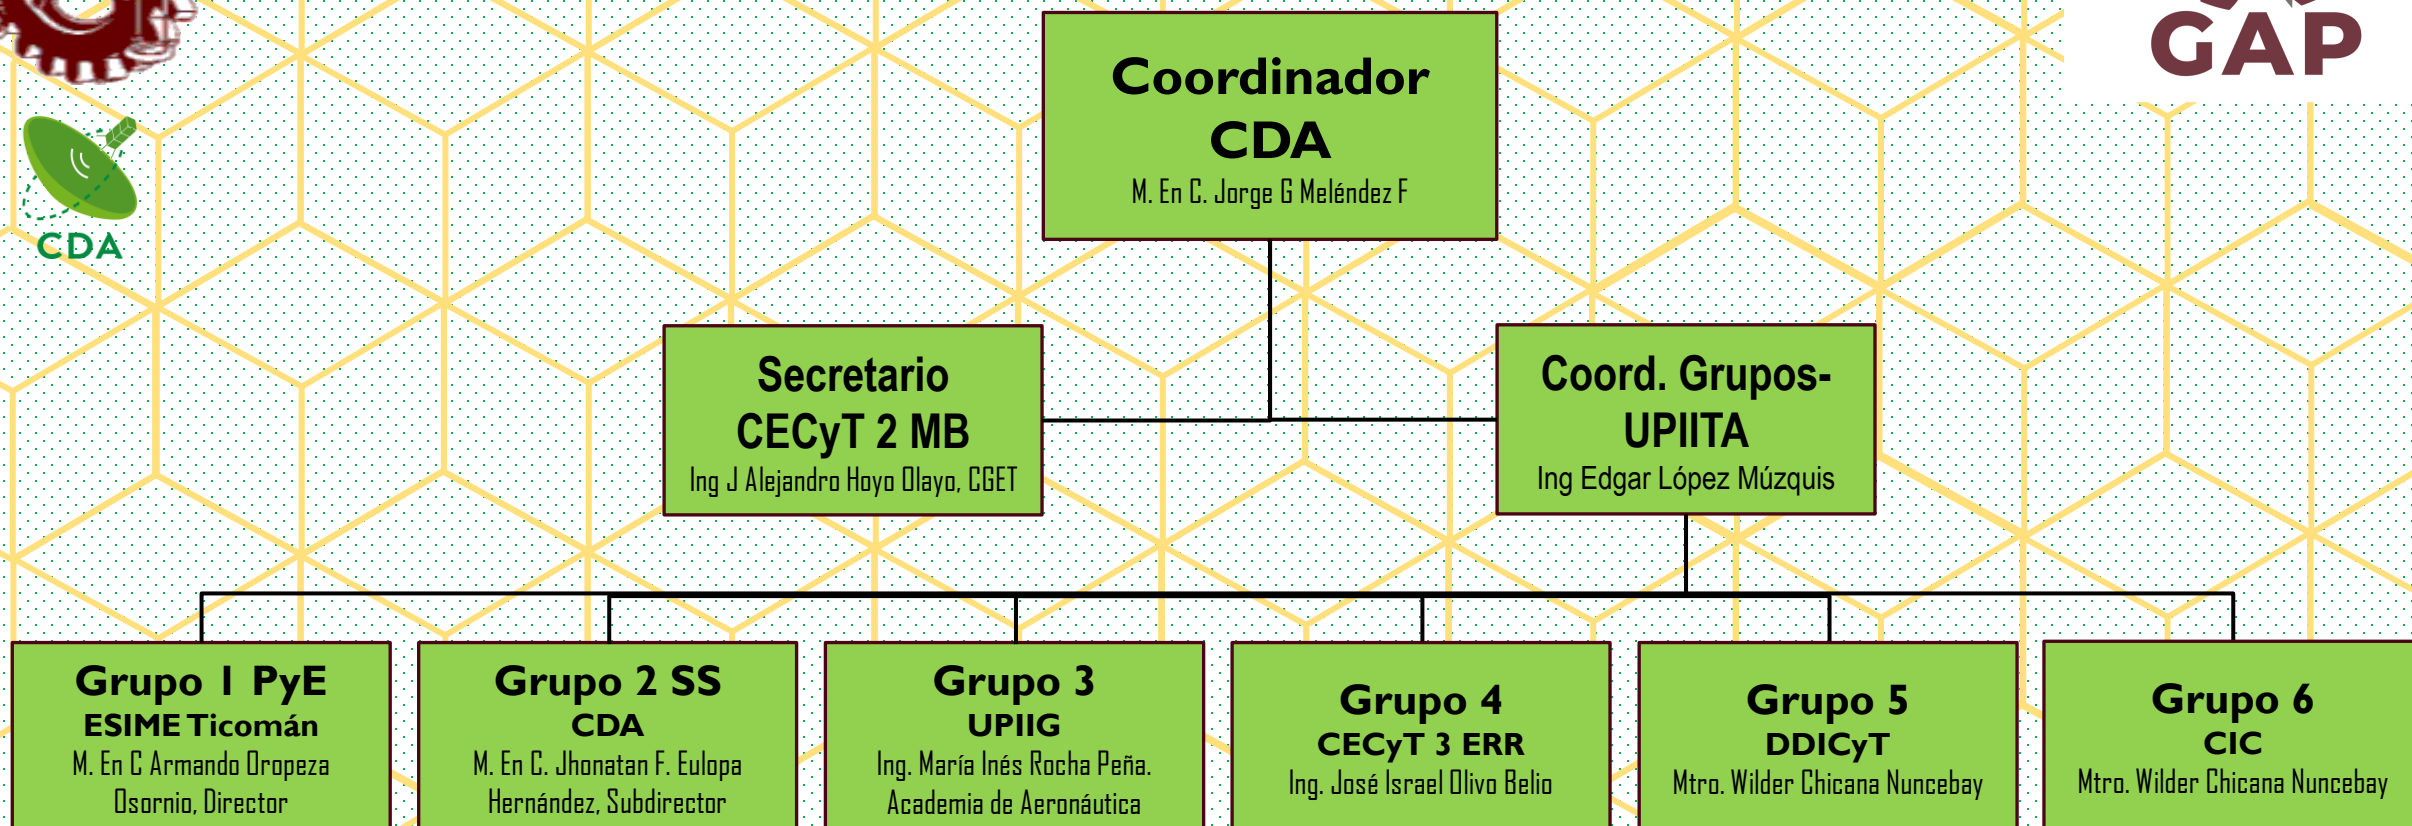 GAP
CDA
Coordinador
CDA
M. En C. Jorge G Meléndez F
Secretario
CECyT 2 MB
Ing J Alejandro Hoyo Olayo, CGET
Coord. Grupos-
UPIITA
Ing Edgar López Múzquis
Grupo 1 PyE
ESIME Ticomán
M. En C Armando Oropeza
Osornio, Director
Grupo 2 SS
CDA
M. En C. Jhonatan F. Eulopa
Hernández, Subdirector
Grupo 3
UPIIG
Ing. María Inés Rocha Peña.
Academia de Aeronáutica
Grupo 4
CECyT 3 ERR
Ing. José Israel Olivo Belio
Grupo 5
DDICyT
Mtro. Wilder Chicana Nuncebay
Grupo 6
CIC
Mtro. Wilder Chicana Nuncebay